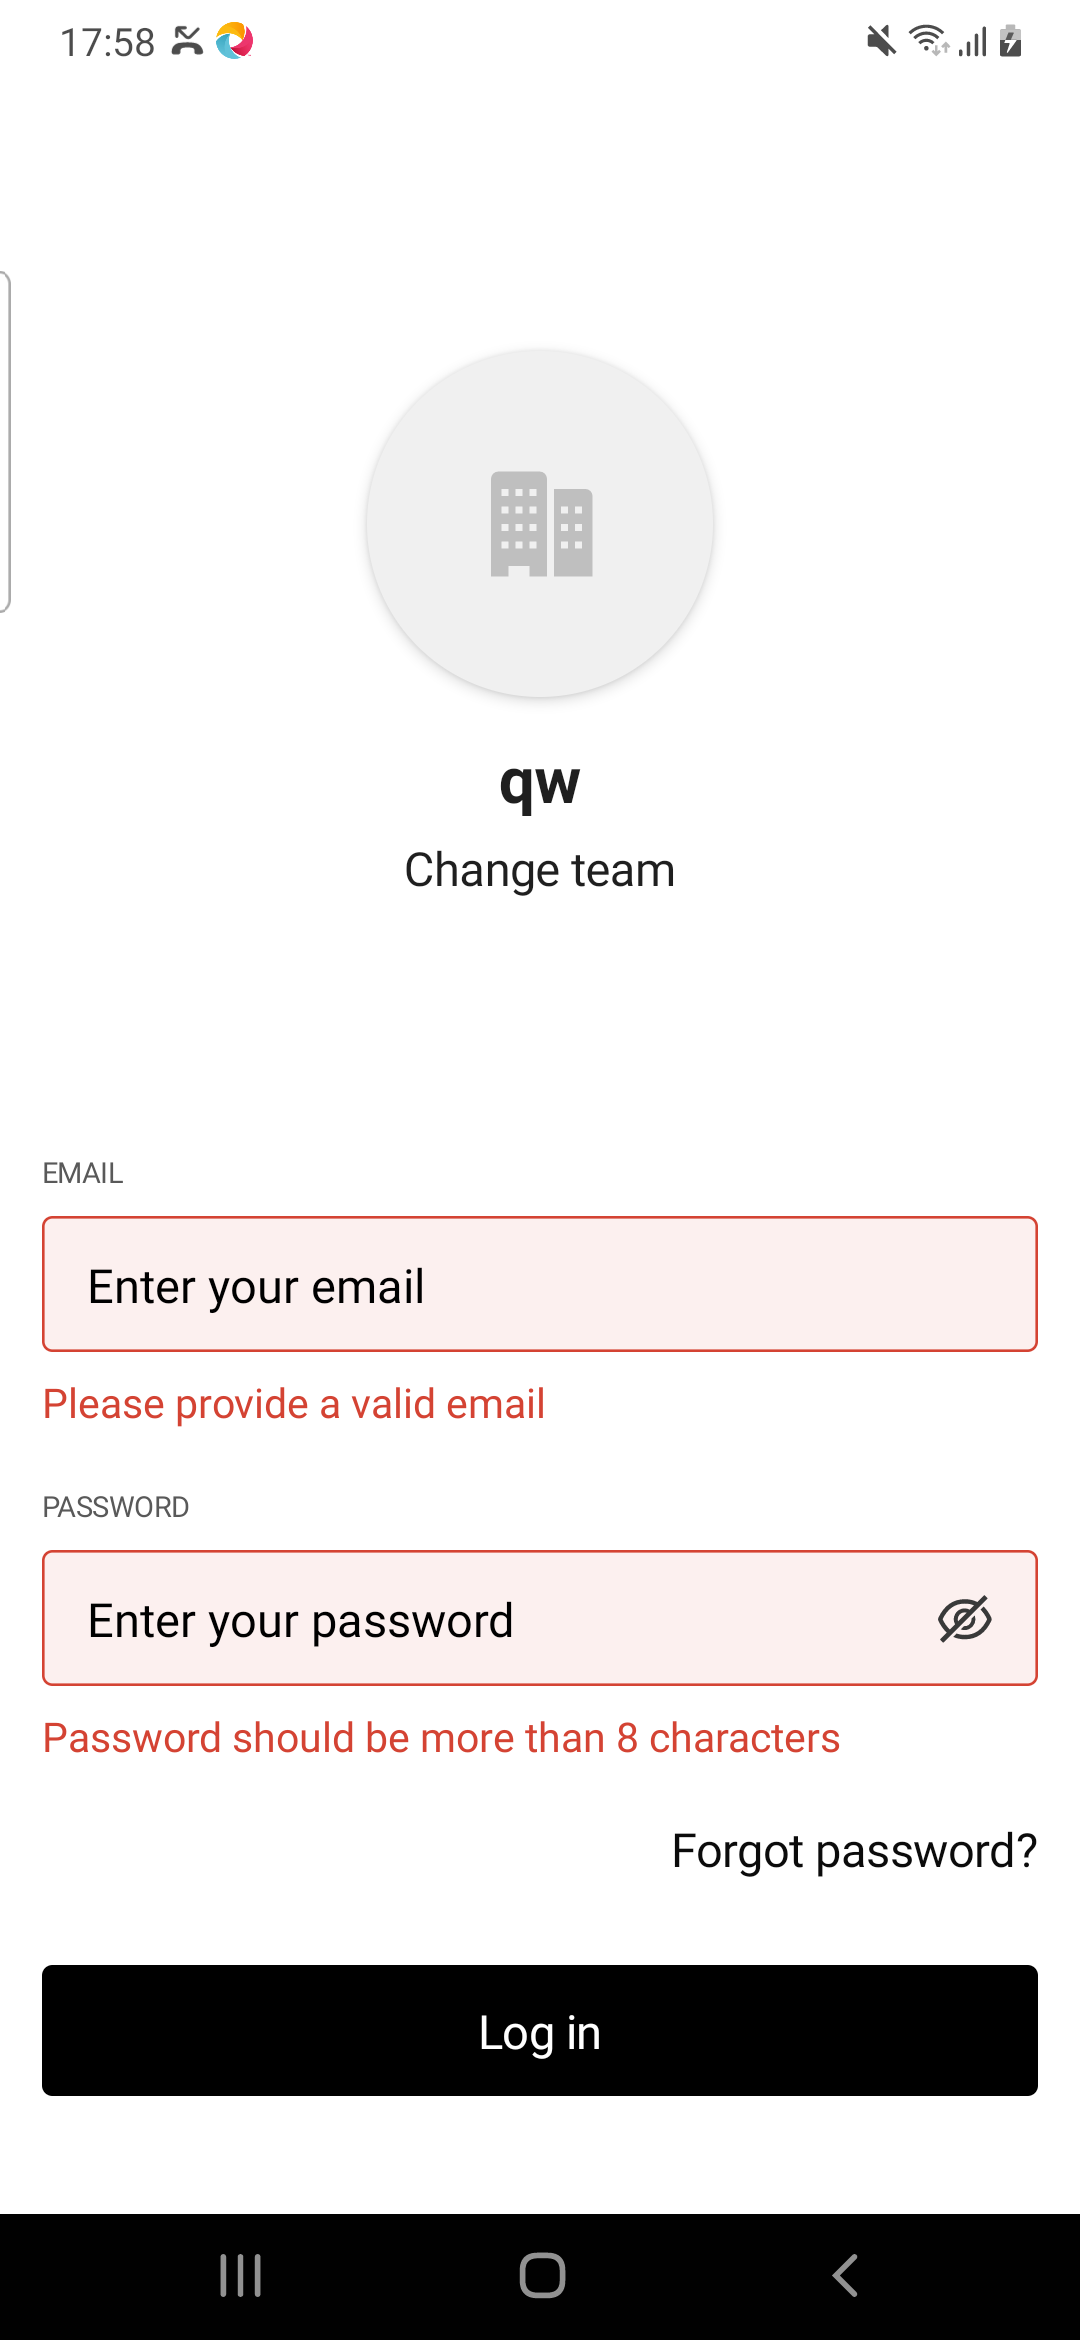 17:58
qw
Change team
EMAIL
Enter your email
Please provide a valid email
PASSWORD
Enter your password
Password should be more than 8 characters
Forgot password?
Log in